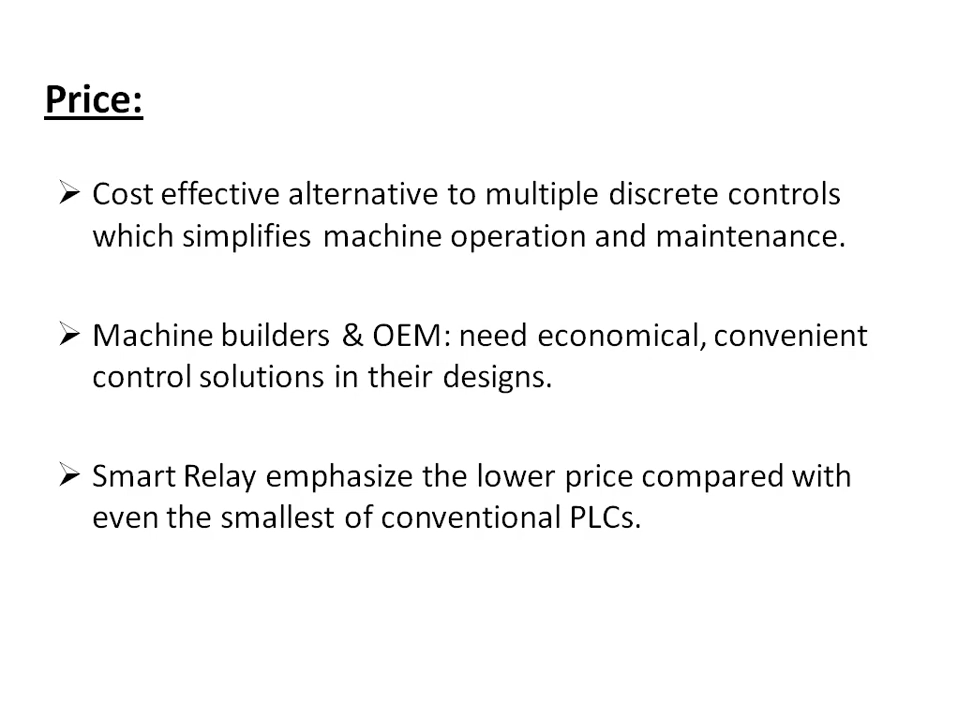 Price:
Cost effective alternative to multiple discrete controls
which simplifies machine operation and maintenance.
Machine builders & OEM: need economical, convenient
control solutions in their designs.
Smart Relay emphasize the lower price compared with
even the smallest of conventional PLCs.